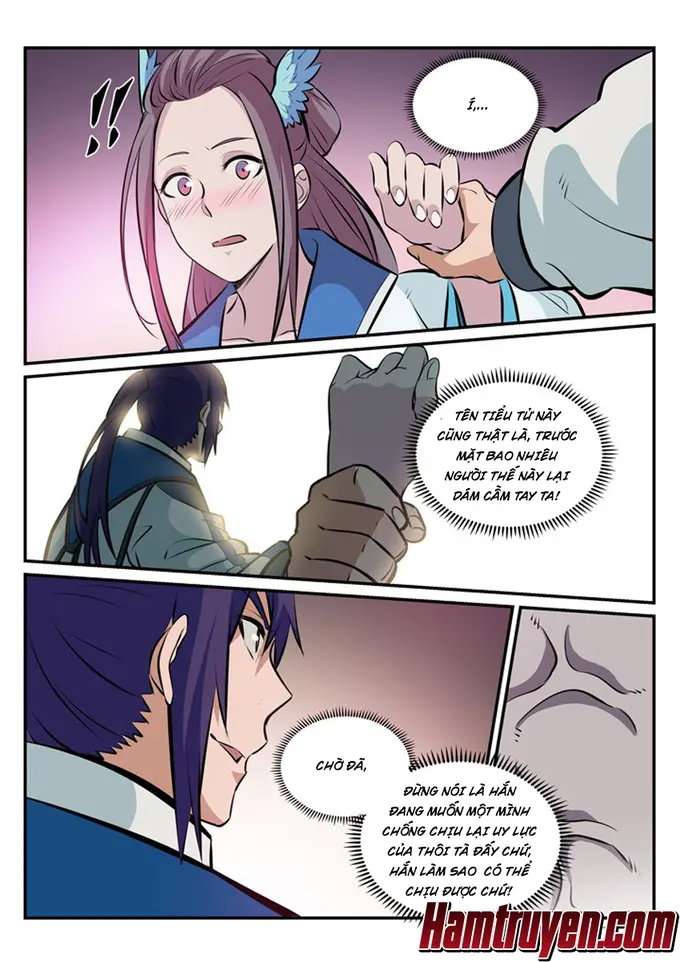 !!
Í,...
TÊN TIỂU TỬ NÀY
CŨNG THẬT LÀ, TRƯỚC
MẶT BAO NHIÊU
NGƯỜI THẾ NÀY LẠI
DÁM CẦM TAY TA!
CHỜ ĐÃ,
ĐỪNG NÓI LÀ HẮN
ĐANG MUỐN MỘT MÌNH
CHỐNG CHỊU LẠI UY LỰC
CỦA THÔI TÀ ĐẤY CHỨ,
HẮN LÀM SAO CÓ THỂ
CHỊU ĐƯỢC CHỨ!
Hamtruyen.com